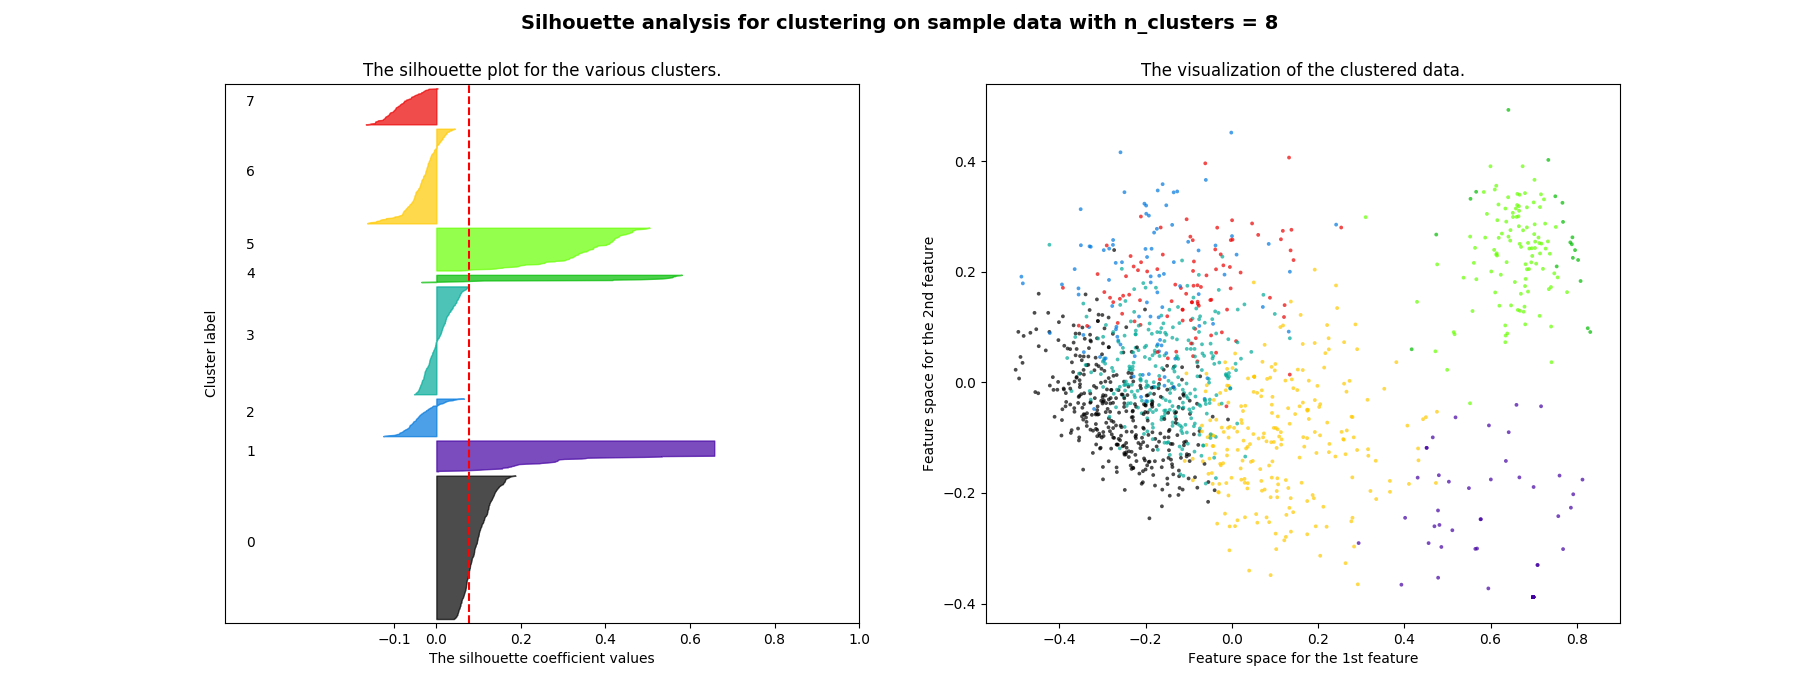 Silhouette analysis for clustering on sample data with n_clusters = 8
The silhouette plot for the various clusters.
7
6
5
4
3
2
1
0
Cluster label
−0.1 0.0 0.2 0.4 0.6 0.8 1.0
The silhouette coefficient values
The visualization of the clustered data.
0.4
0.2
0.0
−0.2
−0.4
Feature space for the 2nd feature
−0.4 −0.2 0.0 0.2 0.4 0.6 0.8
Feature space for the 1st feature